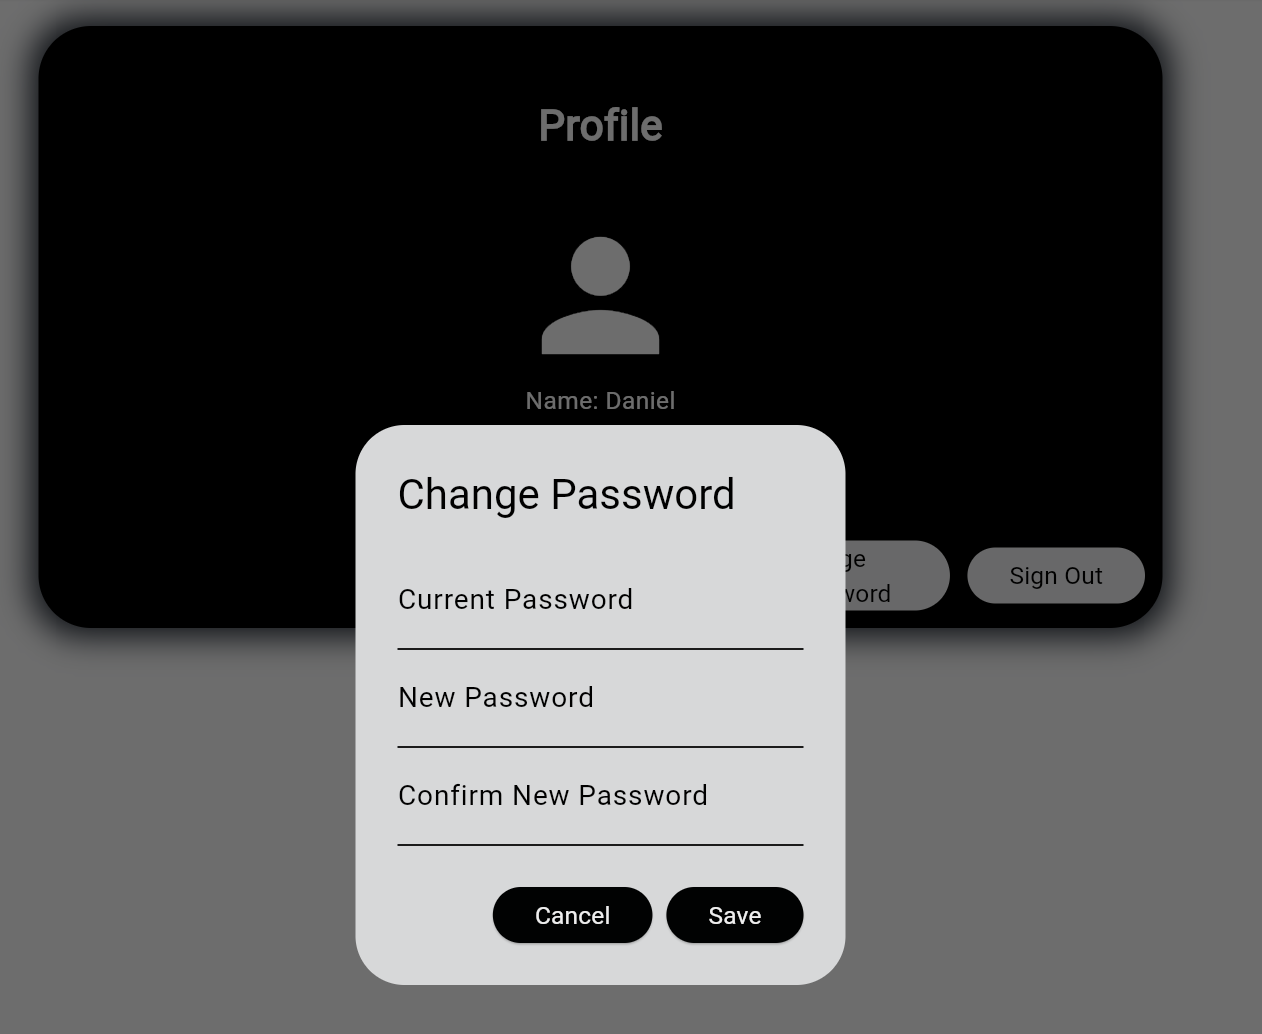 Profile
Name: Daniel
Change Password
Current Password
New Password
Confirm New Password
Sign Out
Cancel
Save